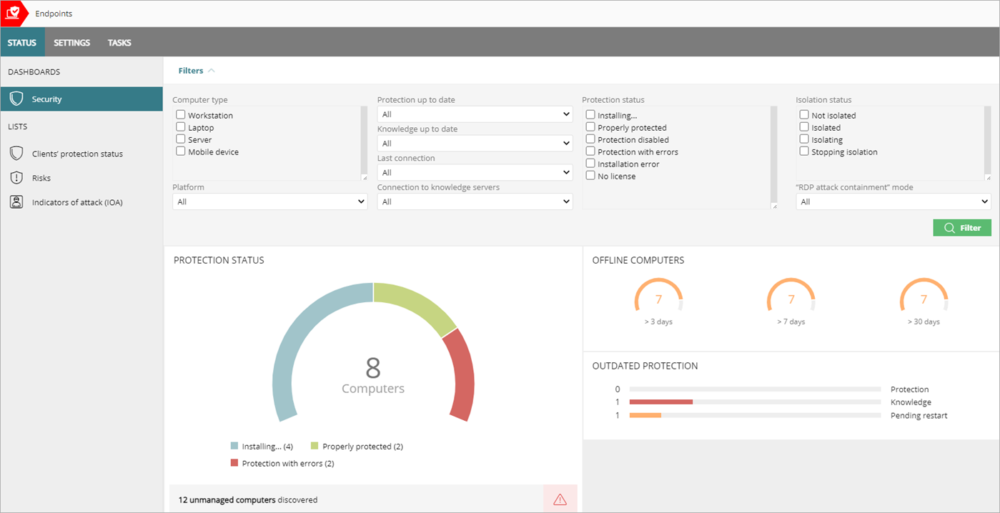 Endpoints
STATUS SETTINGS TASKS
DASHBOARDS
Security
LISTS
Clients' protection status
Risks
Indicators of attack (IOA)
Filters
Computer type
Workstation
Laptop
Server
Mobile device
Platform
All
Protection up to date
All
Knowledge up to date
All
Last connection
All
Connection to knowledge servers
All
Protection status
Installing...
Properly protected
Protection disabled
Protection with errors
Installation error
No license
Isolation status
Not isolated
Isolated
Isolating
Stopping isolation
“RDP attack containment” mode
All
Filter
PROTECTION STATUS
8
Computers
Installing... (4) Properly protected (2)
Protection with errors (2)
12 unmanaged computers discovered
OFFLINE COMPUTERS
7 7 7
> 3 days > 7 days > 30 days
OUTDATED PROTECTION
0 Protection
1 Knowledge
1 Pending restart